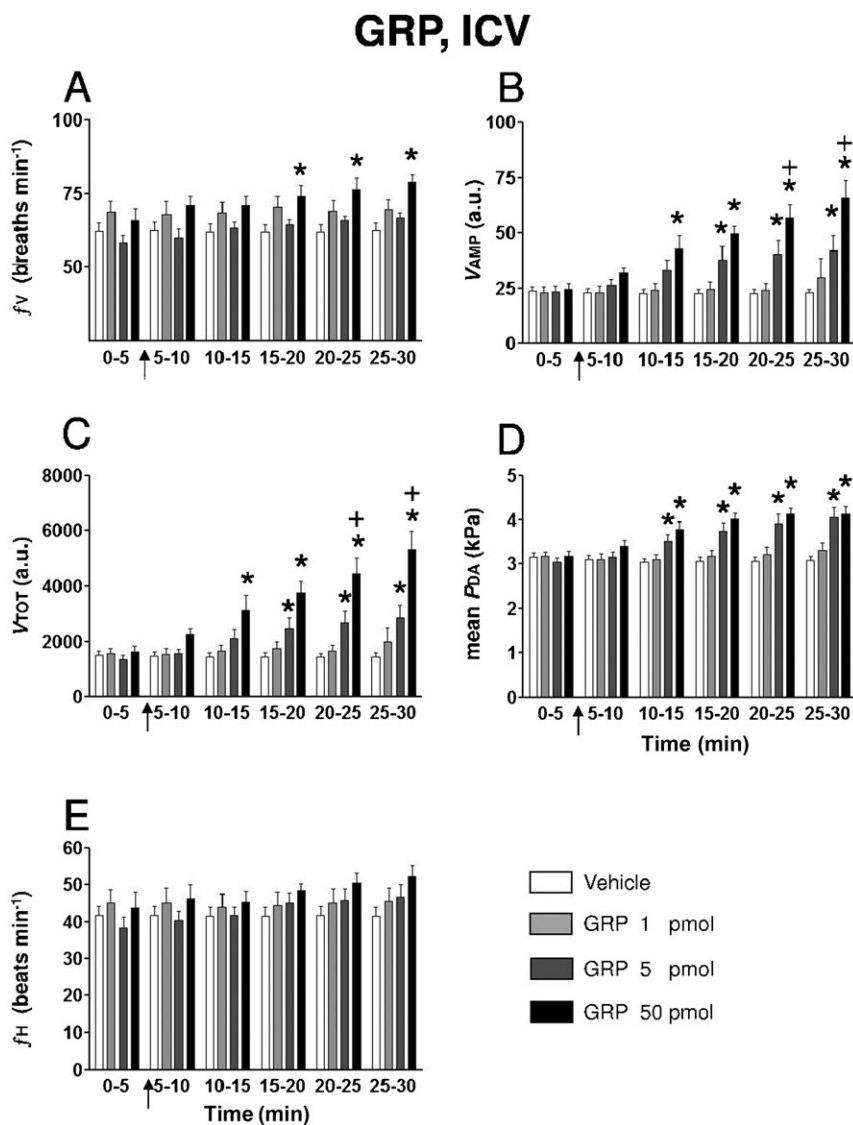 GRP, ICV
A
fV (breaths min-1)
100
75
50
* * *
0-5 5-10 10-15 15-20 20-25 25-30
B
VAMP (a.u.)
100
75
50
25
0
* * * * + * * + *
0-5 5-10 10-15 15-20 20-25 25-30
C
VTOT (a.u.)
8000
6000
4000
2000
0
* * * * + * * + *
0-5 5-10 10-15 15-20 20-25 25-30
D
mean PDA (kPa)
5
4
3
2
1
0
* * * * * * * *
0-5 5-10 10-15 15-20 20-25 25-30
Time (min)
E
fH (beats min-1)
60
50
40
30
20
10
0
0-5 5-10 10-15 15-20 20-25 25-30
Time (min)
Vehicle
GRP 1 pmol
GRP 5 pmol
GRP 50 pmol